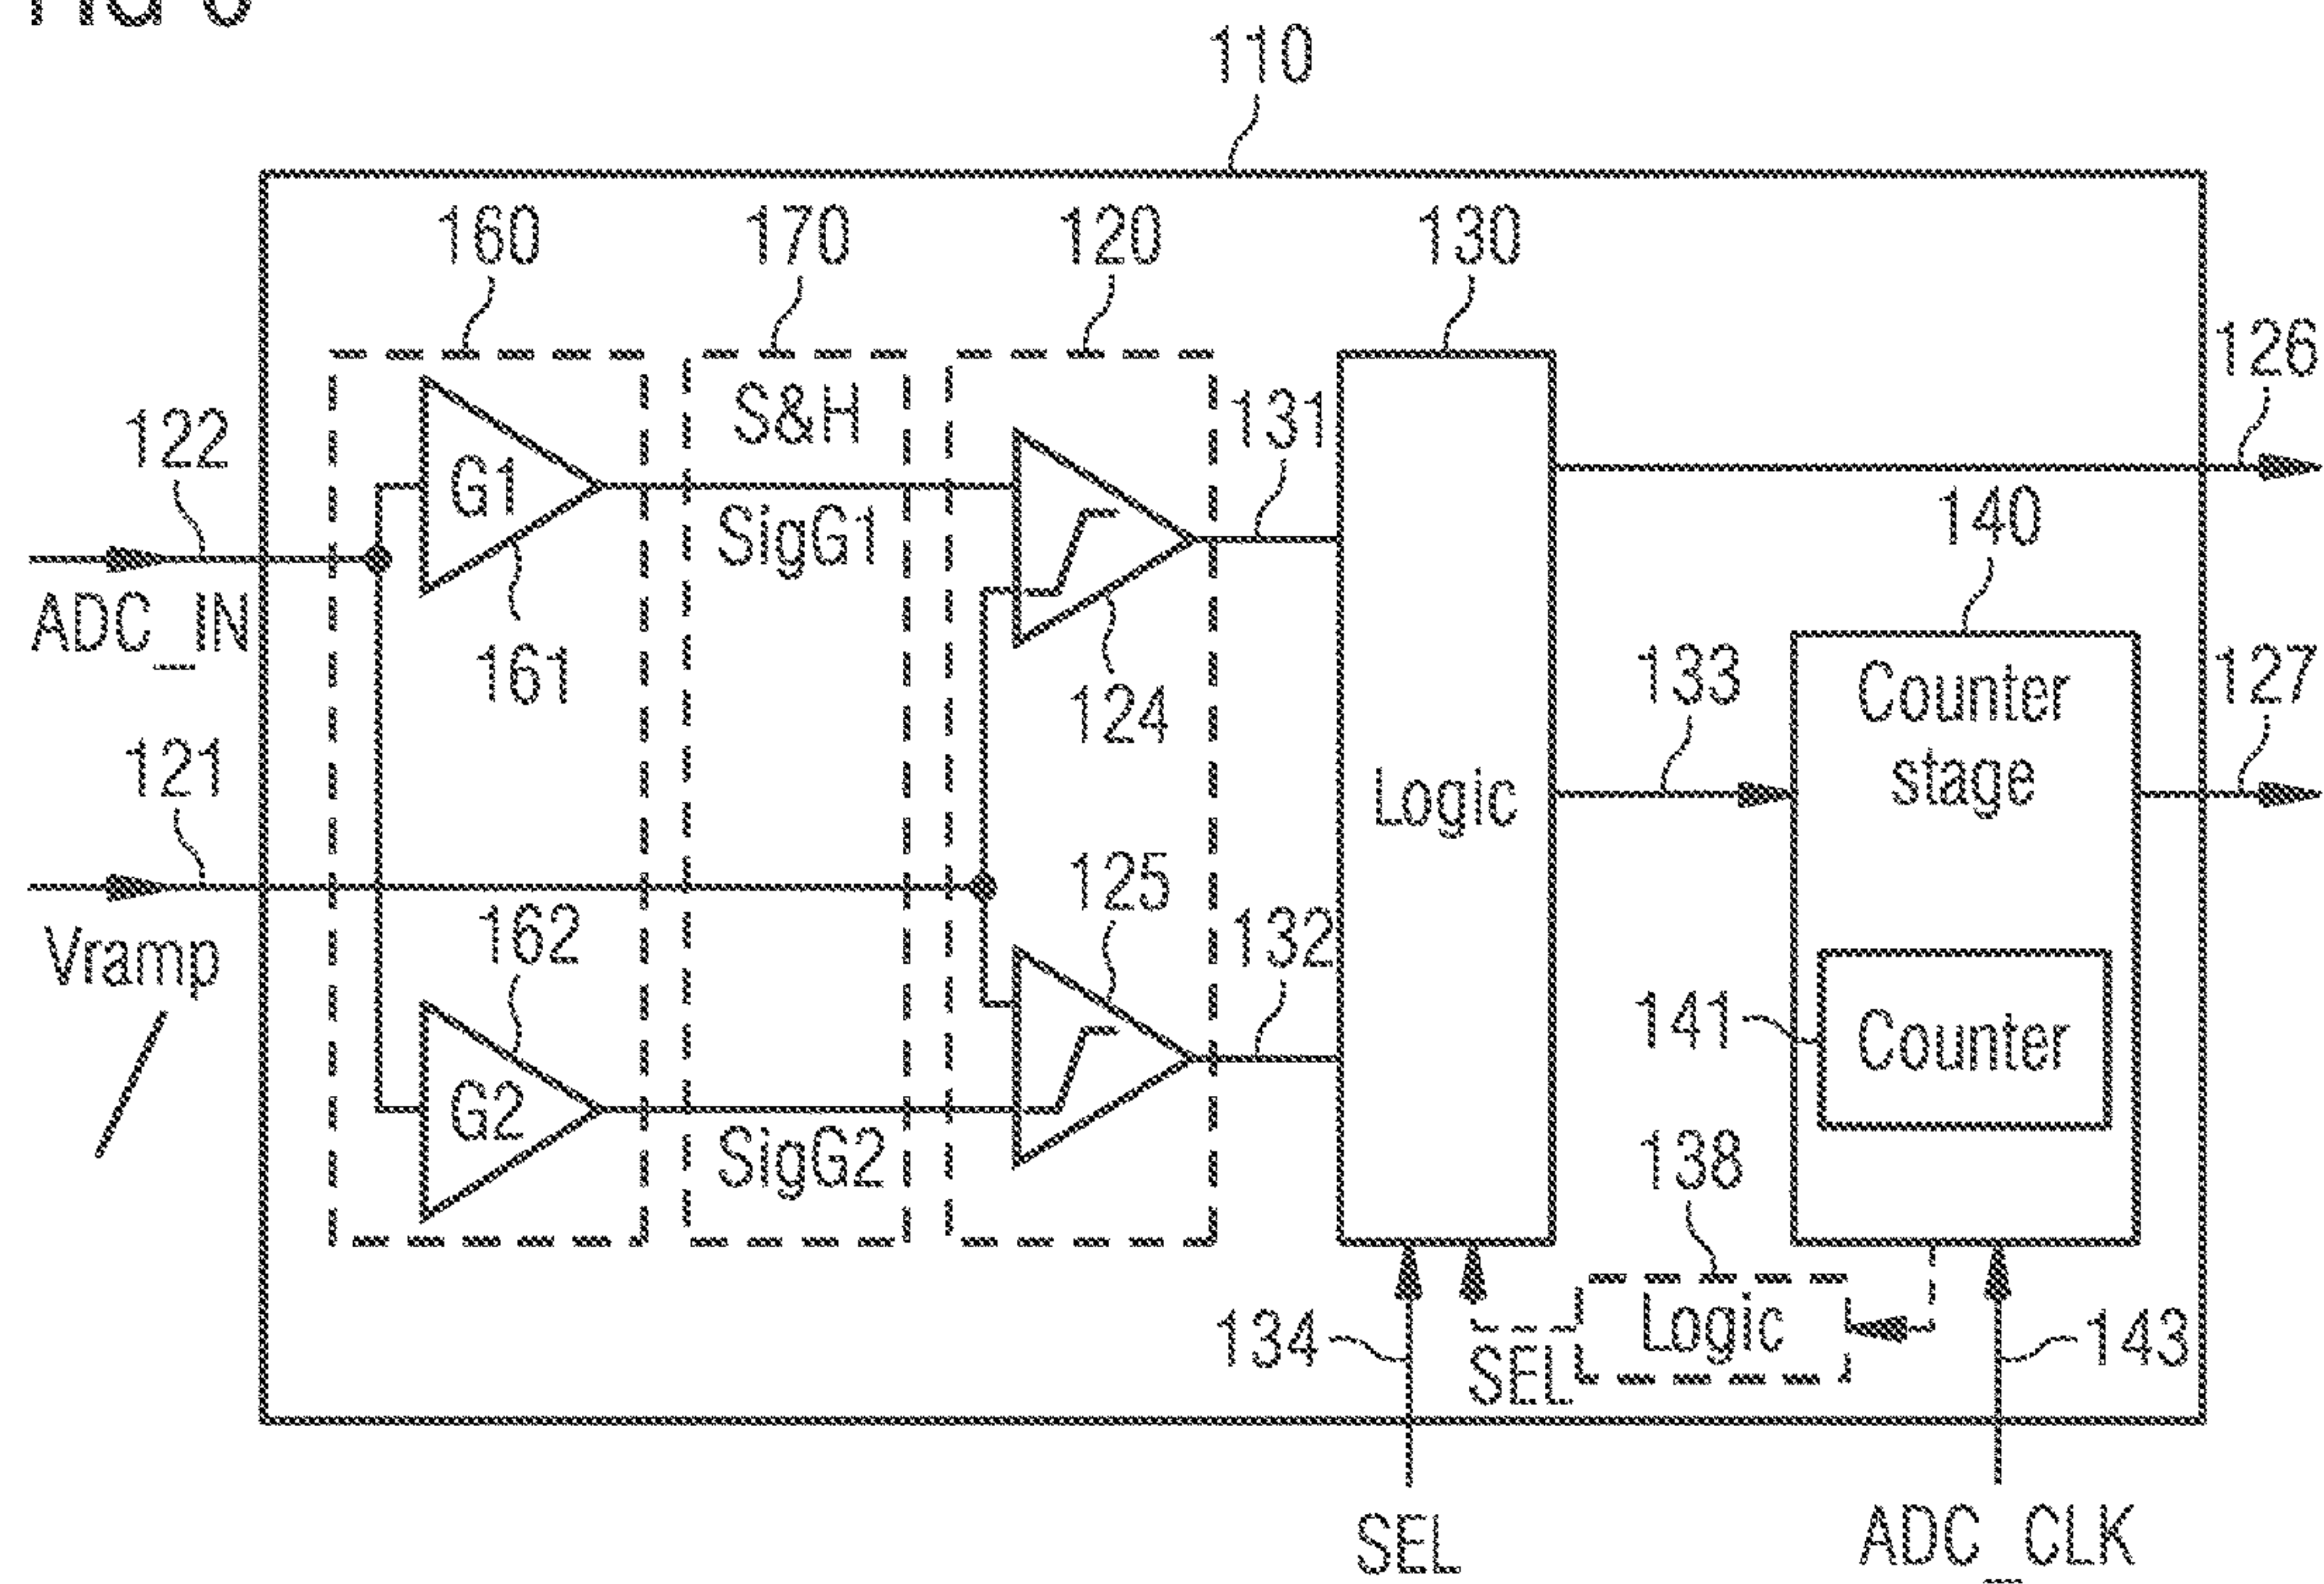 110
160 170 120 130
126
122
S&H
131
G1
SigG1
140
ADC_IN
161
124
133
Counter
stage
127
121
Logic
125
162
132
Vramp
141
Counter
G2
SigG2
138
134
Logic
143
SEL
SEL
ADC_CLK